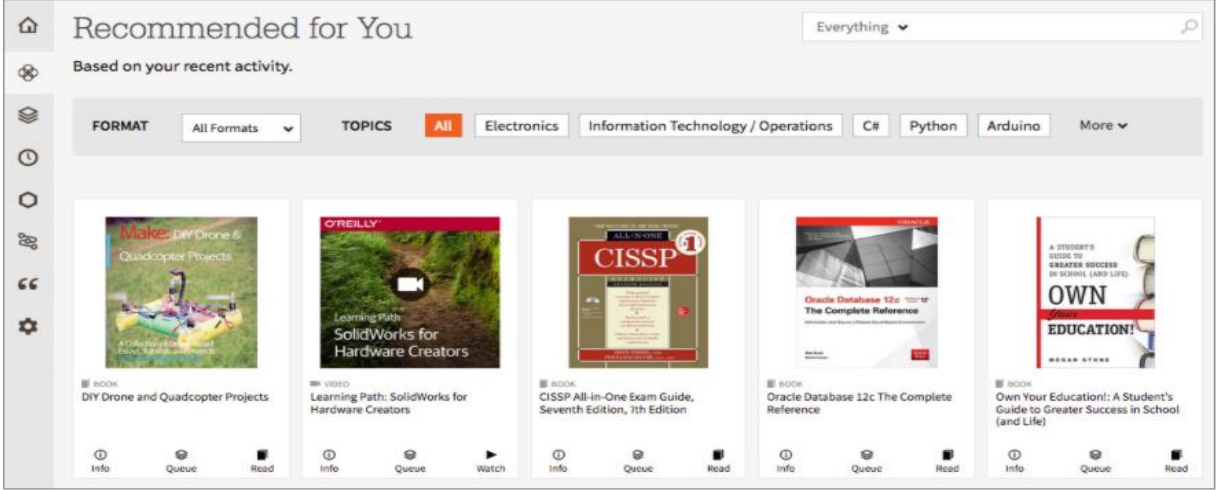 Recommended for You
Everything
Based on your recent activity.
FORMAT
All Formats
TOPICS
All
Electronics
Information Technology / Operations
C#
Python
Arduino
More
Make: DIY Drone &
Quadcopter Projects
BOOK
DIY Drone and Quadcopter Projects
Info
Queue
Read
O'REILLY
Learning Path
SolidWorks for
Hardware Creators
VIDEO
Learning Path: SolidWorks for
Hardware Creators
Info
Queue
Watch
ALL-IN-ONE
#1
CISSP
BOOK
CISSP All-in-One Exam Guide,
Seventh Edition, 7th Edition
Info
Queue
Read
ORACLE
Oracle Database 12c
The Complete Reference
BOOK
Oracle Database 12c The Complete
Reference
Info
Queue
Read
A STUDENT'S
GUIDE TO
GREATER SUCCESS
IN SCHOOL (AND LIFE)
OWN
Your
EDUCATION!
MEGAN STONE
BOOK
Own Your Education!: A Student's
Guide to Greater Success in School
(and Life)
Info
Queue
Read